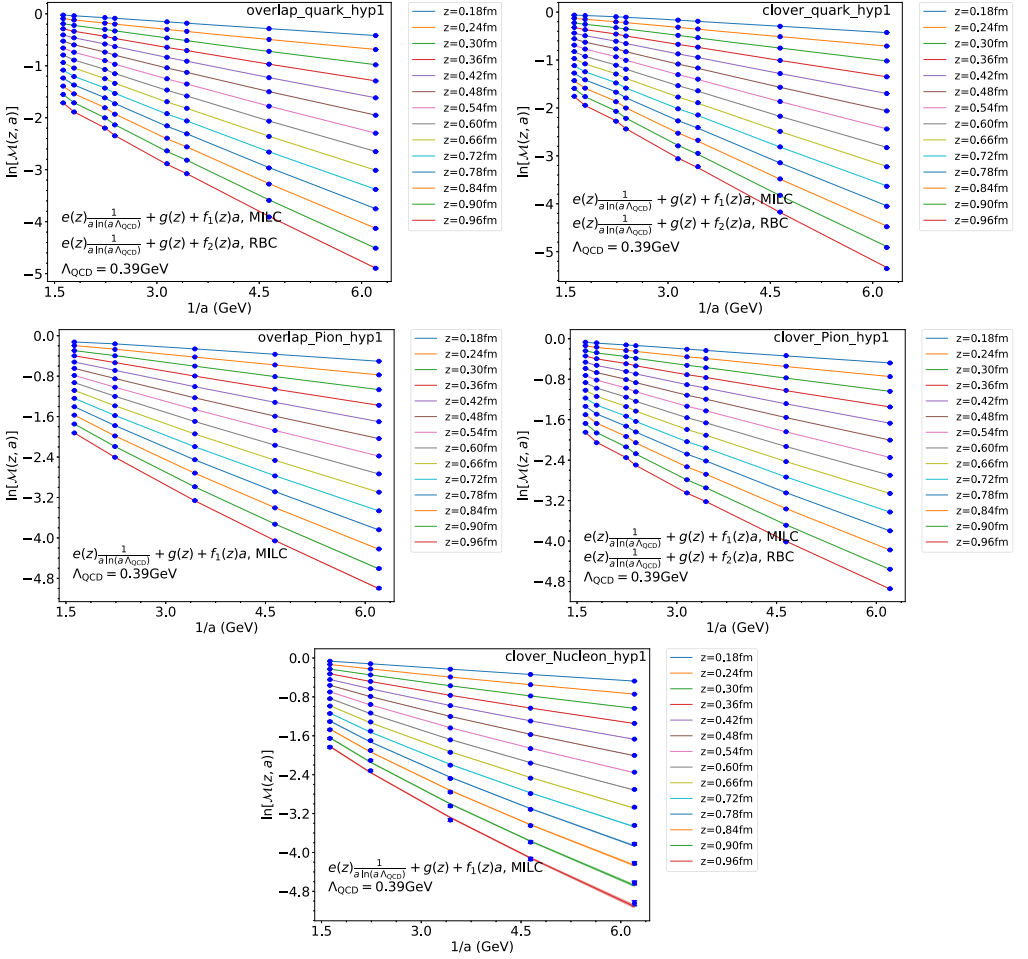 overlap_quark_hyp1
ln[ℳ(z, a)]
0
−1
−2
−3
−4
−5
e(z) 1/(a ln(aΛ_QCD)) + g(z) + f₁(z)a, MILC
e(z) 1/(a ln(aΛ_QCD)) + g(z) + f₂(z)a, RBC
Λ_QCD = 0.39GeV
1.5 3.0 4.5 6.0
1/a (GeV)
z=0.18fm
z=0.24fm
z=0.30fm
z=0.36fm
z=0.42fm
z=0.48fm
z=0.54fm
z=0.60fm
z=0.66fm
z=0.72fm
z=0.78fm
z=0.84fm
z=0.90fm
z=0.96fm
clover_quark_hyp1
ln[ℳ(z, a)]
0
−1
−2
−3
−4
−5
e(z) 1/(a ln(aΛ_QCD)) + g(z) + f₁(z)a, MILC
e(z) 1/(a ln(aΛ_QCD)) + g(z) + f₂(z)a, RBC
Λ_QCD = 0.39GeV
1.5 3.0 4.5 6.0
1/a (GeV)
z=0.18fm
z=0.24fm
z=0.30fm
z=0.36fm
z=0.42fm
z=0.48fm
z=0.54fm
z=0.60fm
z=0.66fm
z=0.72fm
z=0.78fm
z=0.84fm
z=0.90fm
z=0.96fm
overlap_Pion_hyp1
ln[ℳ(z, a)]
0.0
−0.8
−1.6
−2.4
−3.2
−4.0
−4.8
e(z) 1/(a ln(aΛ_QCD)) + g(z) + f₁(z)a, MILC
Λ_QCD = 0.39GeV
1.5 3.0 4.5 6.0
1/a (GeV)
z=0.18fm
z=0.24fm
z=0.30fm
z=0.36fm
z=0.42fm
z=0.48fm
z=0.54fm
z=0.60fm
z=0.66fm
z=0.72fm
z=0.78fm
z=0.84fm
z=0.90fm
z=0.96fm
clover_Pion_hyp1
ln[ℳ(z, a)]
0.0
−0.8
−1.6
−2.4
−3.2
−4.0
−4.8
e(z) 1/(a ln(aΛ_QCD)) + g(z) + f₁(z)a, MILC
e(z) 1/(a ln(aΛ_QCD)) + g(z) + f₂(z)a, RBC
Λ_QCD = 0.39GeV
1.5 3.0 4.5 6.0
1/a (GeV)
z=0.18fm
z=0.24fm
z=0.30fm
z=0.36fm
z=0.42fm
z=0.48fm
z=0.54fm
z=0.60fm
z=0.66fm
z=0.72fm
z=0.78fm
z=0.84fm
z=0.90fm
z=0.96fm
clover_Nucleon_hyp1
ln[ℳ(z, a)]
0.0
−0.8
−1.6
−2.4
−3.2
−4.0
−4.8
e(z) 1/(a ln(aΛ_QCD)) + g(z) + f₁(z)a, MILC
Λ_QCD = 0.39GeV
1.5 3.0 4.5 6.0
1/a (GeV)
z=0.18fm
z=0.24fm
z=0.30fm
z=0.36fm
z=0.42fm
z=0.48fm
z=0.54fm
z=0.60fm
z=0.66fm
z=0.72fm
z=0.78fm
z=0.84fm
z=0.90fm
z=0.96fm